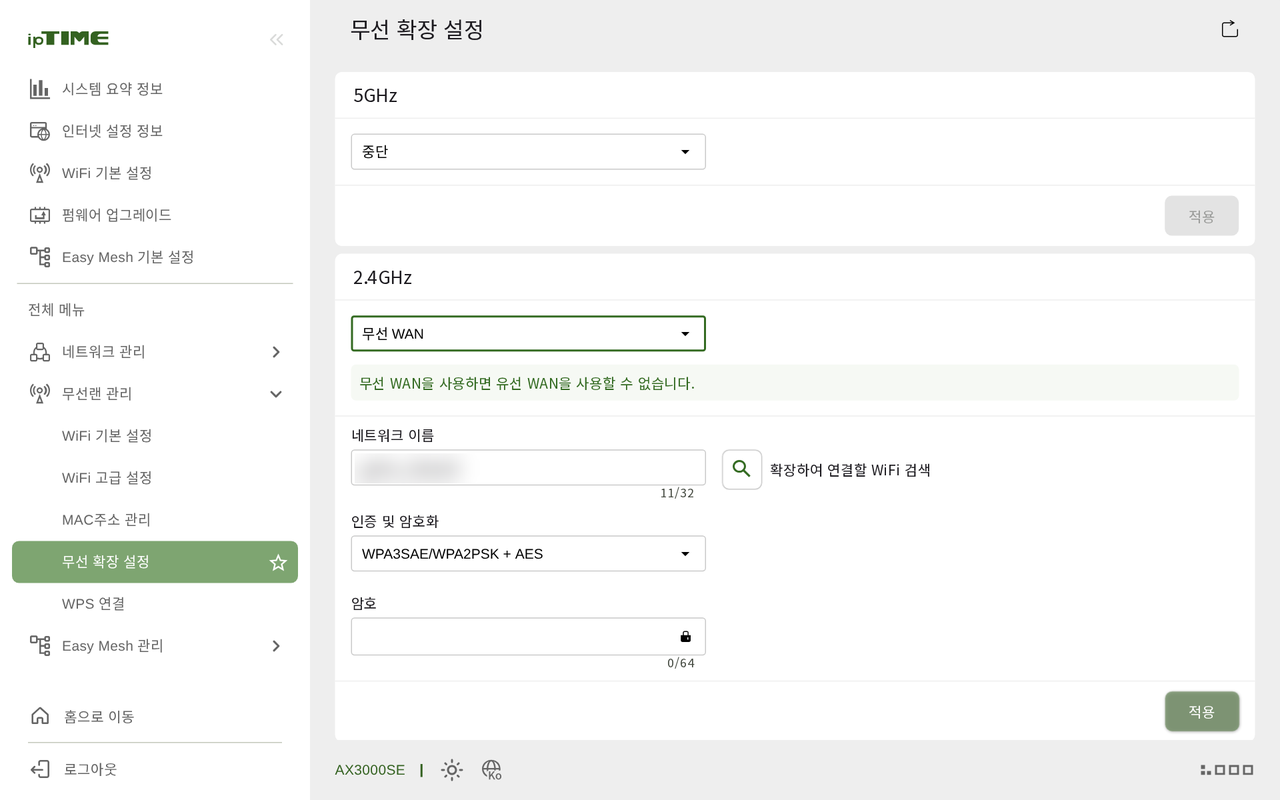 ipTIME
시스템 요약 정보
인터넷 설정 정보
WiFi 기본 설정
펌웨어 업그레이드
Easy Mesh 기본 설정
전체 메뉴
네트워크 관리
무선랜 관리
WiFi 기본 설정
WiFi 고급 설정
MAC주소 관리
무선 확장 설정
WPS 연결
Easy Mesh 관리
홈으로 이동
로그아웃
무선 확장 설정
5GHz
중단
적용
2.4GHz
무선 WAN
무선 WAN을 사용하면 유선 WAN을 사용할 수 없습니다.
네트워크 이름
확장하여 연결할 WiFi 검색
11/32
인증 및 암호화
WPA3SAE/WPA2PSK + AES
암호
0/64
적용
AX3000SE
Ko